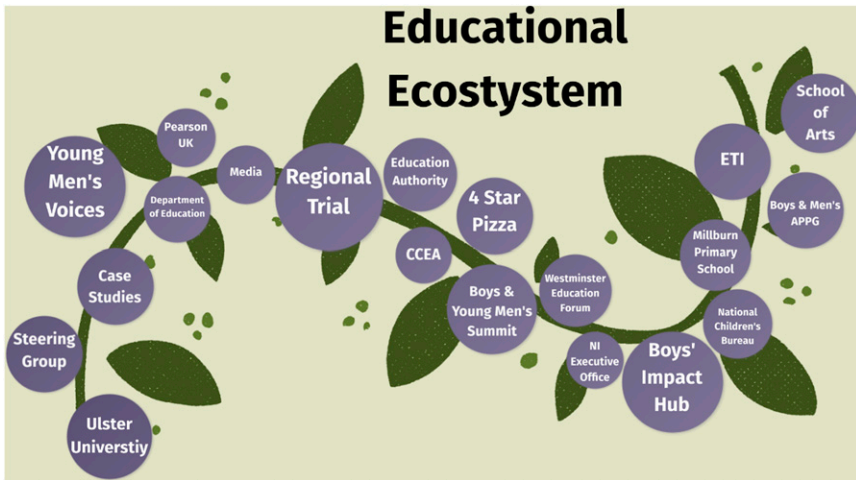 Educational
Ecostystem
Young
Men's
Voices
Pearson
UK
Department
of Education
Media
Regional
Trial
Education
Authority
4 Star
Pizza
CCEA
Case
Studies
Steering
Group
Ulster
Universtiy
Boys &
Young Men's
Summit
Westminster
Education
Forum
NI
Executive
Office
Boys'
Impact
Hub
National
Children's
Bureau
Millburn
Primary
School
ETI
Boys & Men's
APPG
School
of
Arts